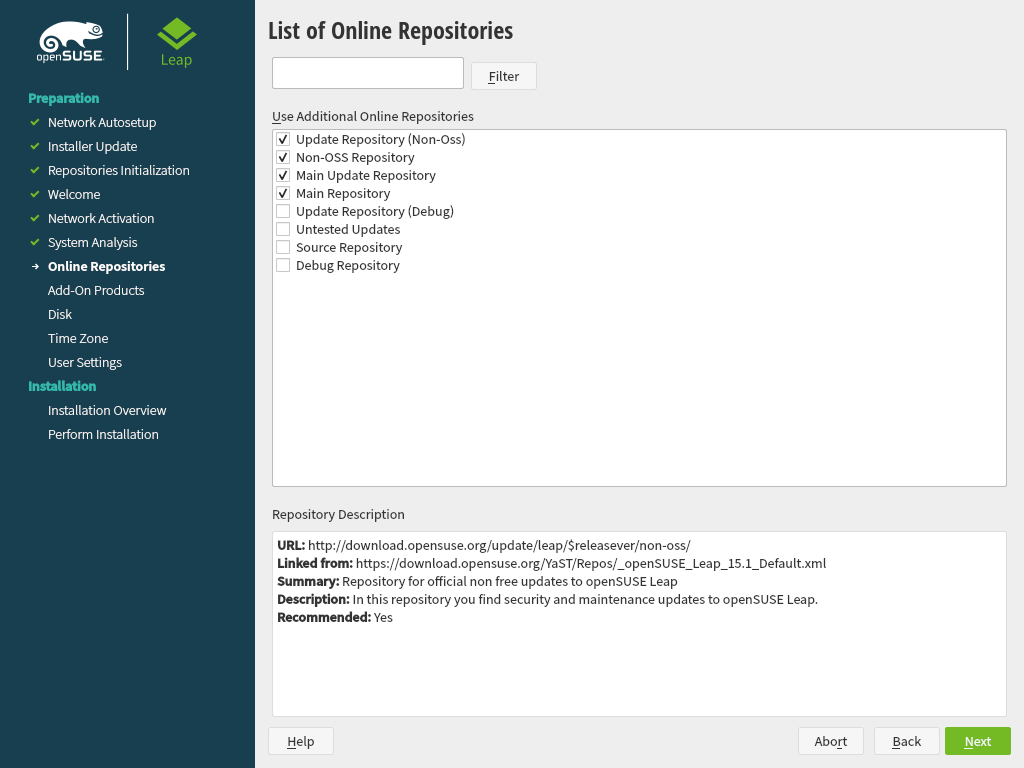 openSUSE
Leap
Preparation
Network Autosetup
Installer Update
Repositories Initialization
Welcome
Network Activation
System Analysis
Online Repositories
Add-On Products
Disk
Time Zone
User Settings
Installation
Installation Overview
Perform Installation
List of Online Repositories
Filter
Use Additional Online Repositories
Update Repository (Non-Oss)
Non-OSS Repository
Main Update Repository
Main Repository
Update Repository (Debug)
Untested Updates
Source Repository
Debug Repository
Repository Description
URL: http://download.opensuse.org/update/leap/$releasever/non-oss/
Linked from: https://download.opensuse.org/YaST/Repos/_openSUSE_Leap_15.1_Default.xml
Summary: Repository for official non free updates to openSUSE Leap
Description: In this repository you find security and maintenance updates to openSUSE Leap.
Recommended: Yes
Help
Abort
Back
Next